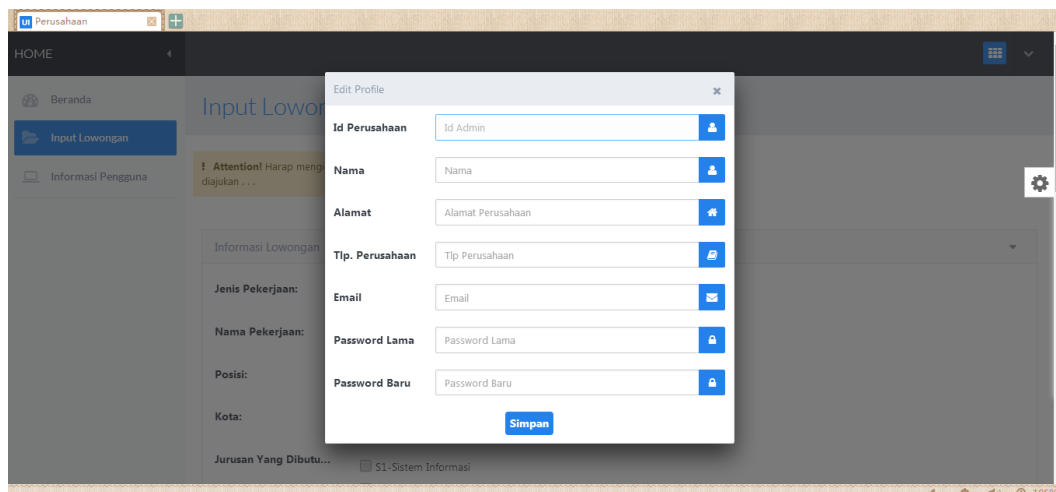 UI Perusahaan
HOME
Beranda
Input Lowongan
Informasi Pengguna
Input Lowor
! Attention! Harap meng
diajukan . . .
Informasi Lowongan
Jenis Pekerjaan:
Nama Pekerjaan:
Posisi:
Kota:
Jurusan Yang Dibutu...
S1-Sistem Informasi
Edit Profile
Id Perusahaan
Id Admin
Nama
Nama
Alamat
Alamat Perusahaan
Tlp. Perusahaan
Tlp Perusahaan
Email
Email
Password Lama
Password Lama
Password Baru
Password Baru
Simpan